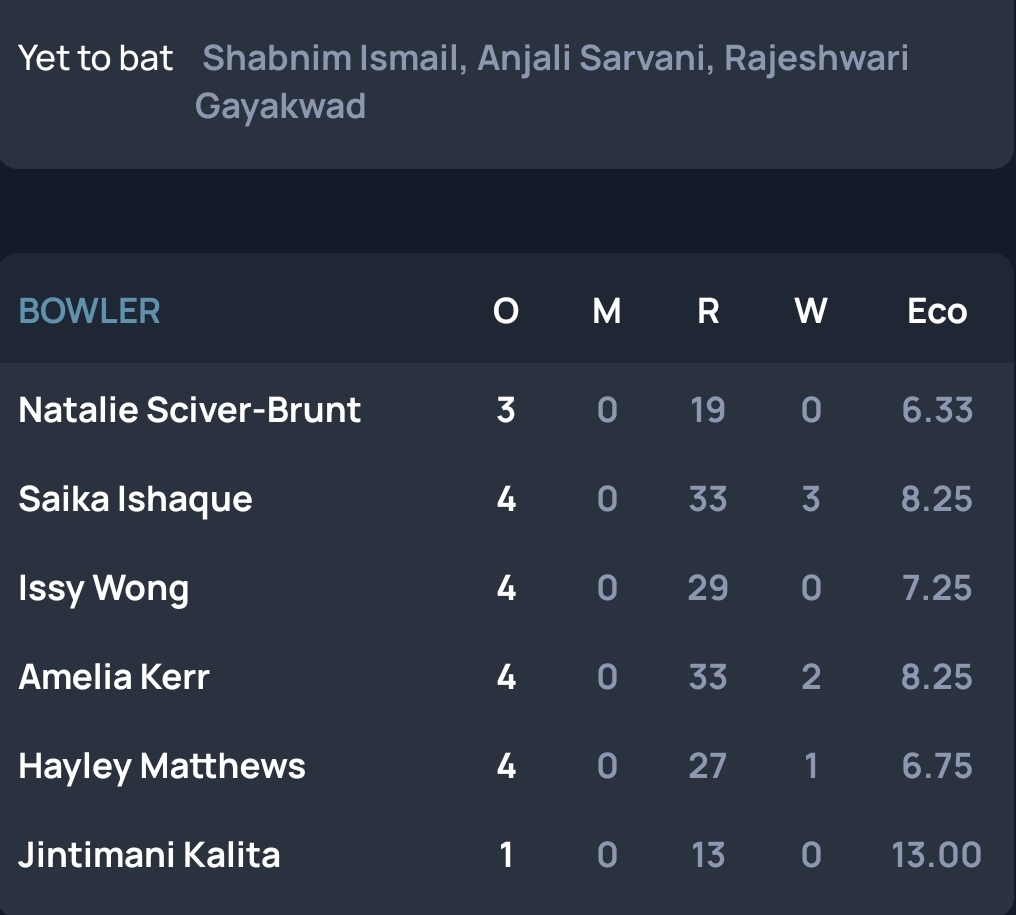 Yet to bat Shabnim Ismail, Anjali Sarvani, Rajeshwari
Gayakwad
BOWLER O M R W Eco
Natalie Sciver-Brunt 3 0 19 0 6.33
Saika Ishaque 4 0 33 3 8.25
Issy Wong 4 0 29 0 7.25
Amelia Kerr 4 0 33 2 8.25
Hayley Matthews 4 0 27 1 6.75
Jintimani Kalita 1 0 13 0 13.00